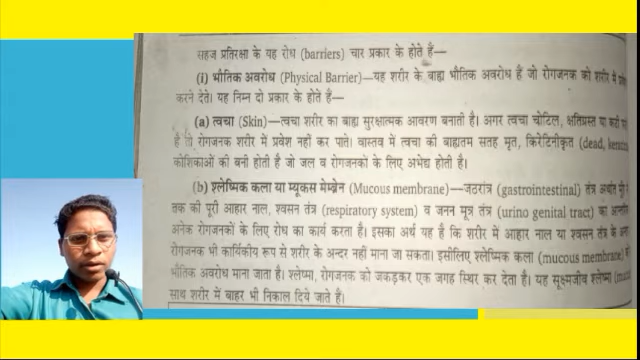 सहज प्रतिरक्षा के यह रोध (barriers) चार प्रकार के होते हैं—
(i) भौतिक अवरोध (Physical Barrier)—यह शरीर के बाह्य भौतिक अवरोध हैं जो रोगजनक को शरीर में
करने देते। यह निम्न दो प्रकार के होते हैं—
(a) त्वचा (Skin)—त्वचा शरीर का बाह्य सुरक्षात्मक आवरण बनाती है। अगर त्वचा चोटिल, क्षतिग्रस्त या कटी
है तो रोगजनक शरीर में प्रवेश नहीं कर पाते। वास्तव में त्वचा की बाह्यतम सतह मृत, किरेटिनीकृत (dead,
कोशिकाओं की बनी होती है जो जल व रोगजनकों के लिए अभेद्य होती है।
(b) श्लेष्मिक कला या म्यूकस मेम्ब्रेन (Mucous membrane)—जठरांत्र (gastrointestinal) तंत्र अर्थात
तक की पूरी आहार नाल, श्वसन तंत्र (respiratory system) व जनन मूत्र तंत्र (urino genital tract) का
अनेक रोगजनकों के लिए रोध का कार्य करता है। इसका अर्थ यह है कि शरीर में आहार नाल या श्वसन तंत्र के
रोगजनक भी कार्यिकीय रूप से शरीर के अन्दर नहीं माना जा सकता। इसीलिए श्लेष्मिक कला (mucous membrane)
भौतिक अवरोध माना जाता है। श्लेष्मा, रोगजनक को जकड़कर एक जगह स्थिर कर देता है। यह सूक्ष्मजीव श्लेष्मा
साथ शरीर में बाहर भी निकाल दिये जाते हैं।